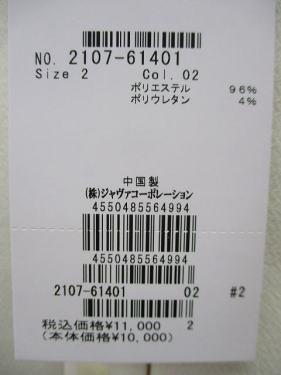 NO. 2107-61401
Size 2 Col. 02
ポリエステル 96%
ポリウレタン 4%
中国製
(株)ジャヴァコーポレーション
4550485564994
4550485564994
2107-61401 02 #2
税込価格¥11,000 2
(本体価格¥10,000)